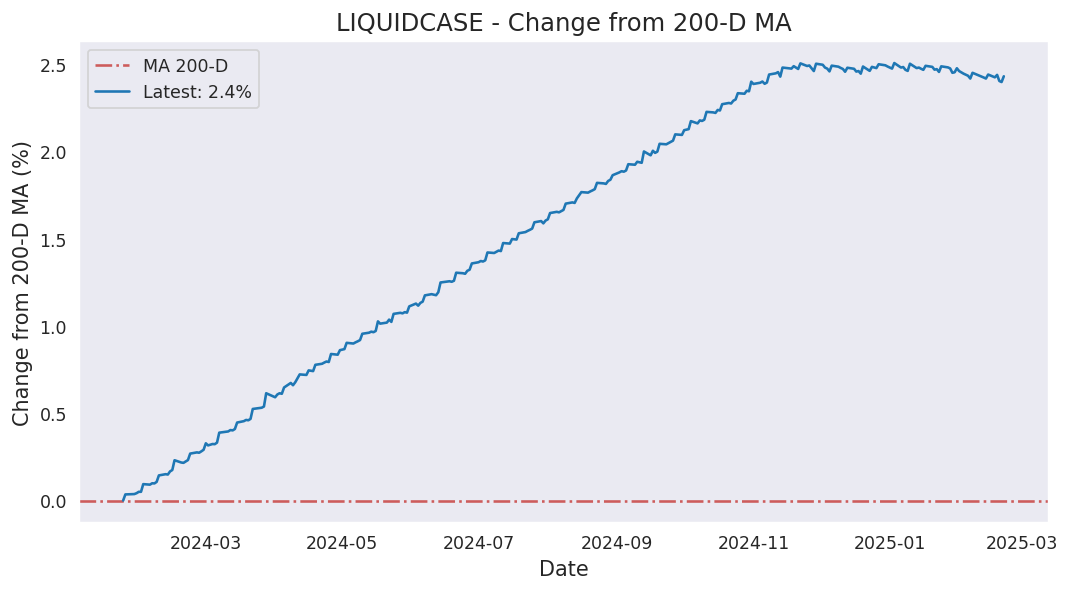 LIQUIDCASE - Change from 200-D MA
MA 200-D
Latest: 2.4%
Change from 200-D MA (%)
2.5
2.0
1.5
1.0
0.5
0.0
2024-03
2024-05
2024-07
2024-09
2024-11
2025-01
2025-03
Date